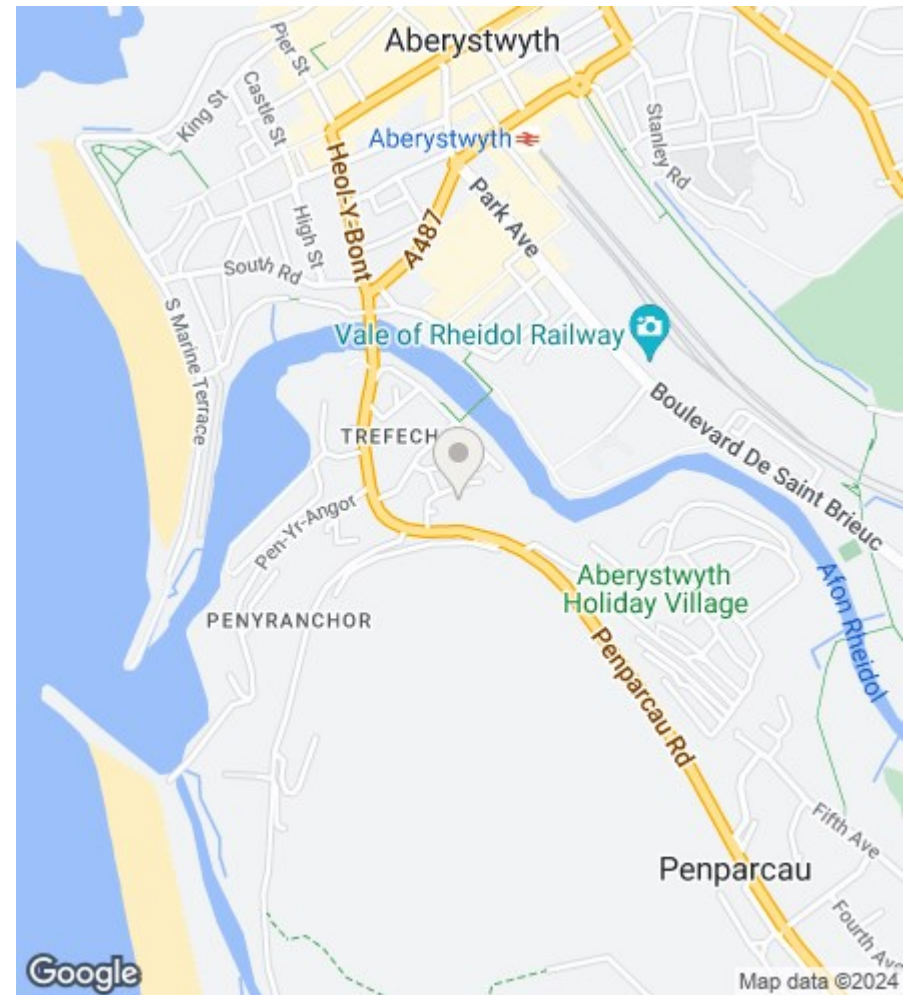 Aberystwyth
Pier St
Castle St
King St
Stanley Rd
Aberystwyth
Heol-Y-Bont
High St
Park Ave
A487
South Rd
S Marine Terrace
Vale of Rheidol Railway
TREFECH
Boulevard De Saint Brieuc
Pen-Yr-Angor
Aberystwyth
Holiday Village
PENYRANCHOR
Afon Rheidol
Penparcau Rd
Fifth Ave
Penparcau
Fourth Ave
Google
Map data ©2024